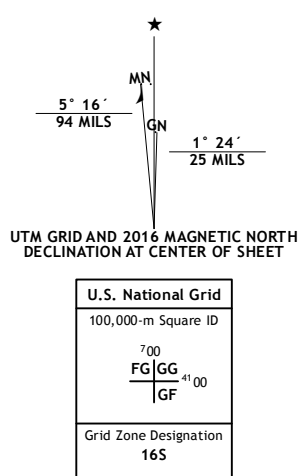 ★
MN
GN
5° 16´
94 MILS
1° 24´
25 MILS
UTM GRID AND 2016 MAGNETIC NORTH
DECLINATION AT CENTER OF SHEET
U.S. National Grid
100,000-m Square ID
⁷00
FG GG
⁴¹00
GF
Grid Zone Designation
16S